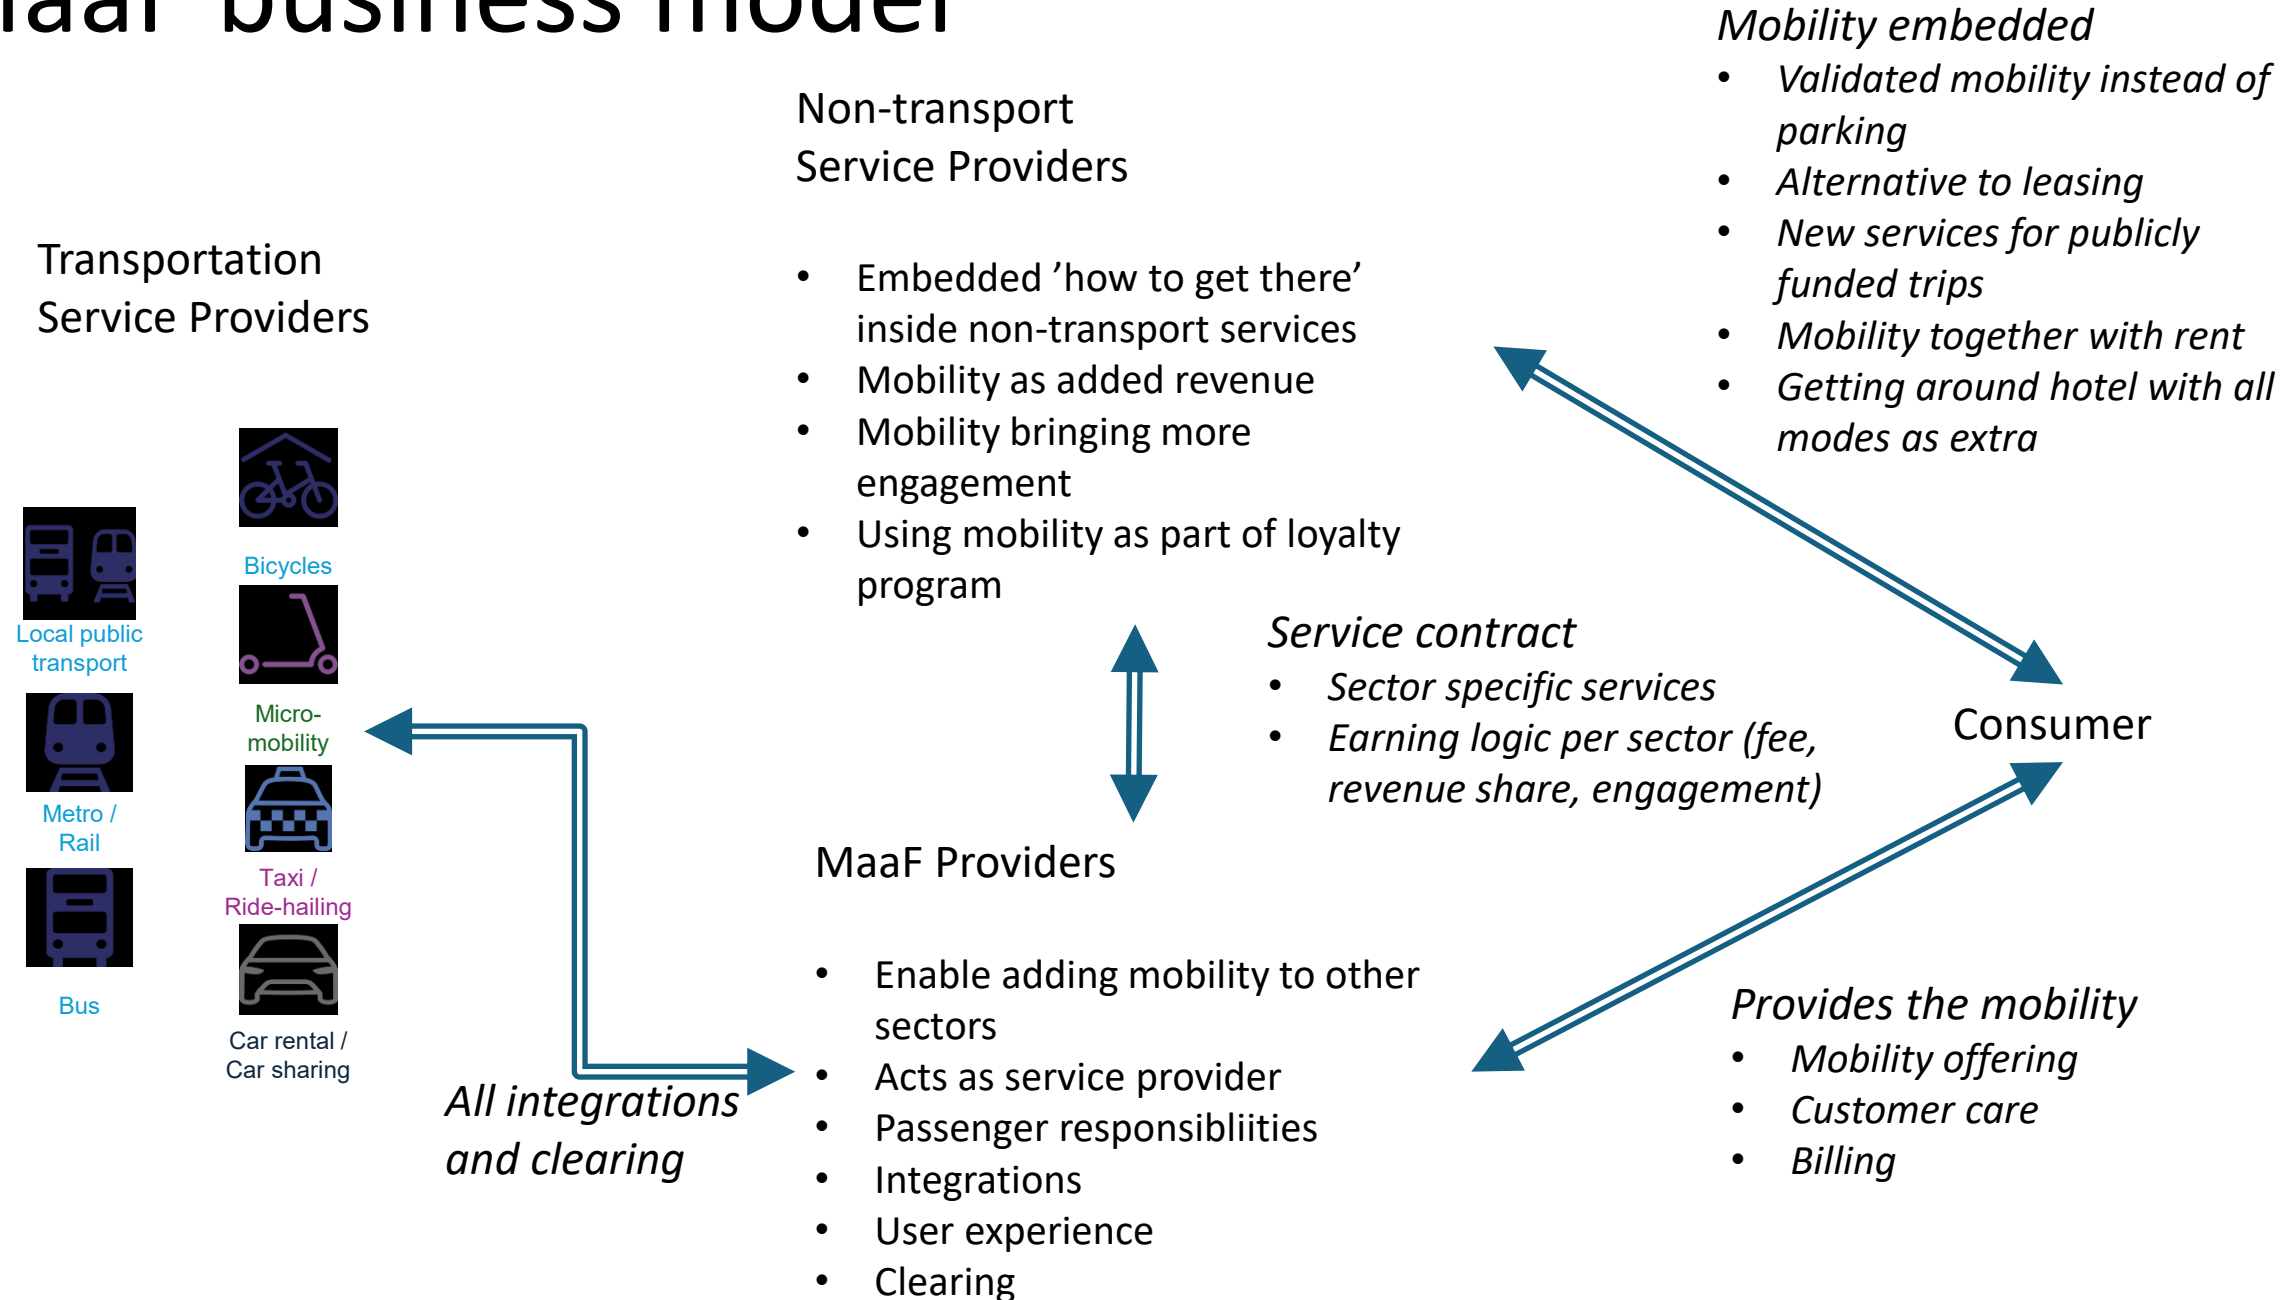 MaaF business model
Transportation
Service Providers
Local public
transport
Metro /
Rail
Bus
Bicycles
Micro-
mobility
Taxi /
Ride-hailing
Car rental /
Car sharing
All integrations
and clearing
Non-transport
Service Providers
• Embedded ’how to get there’
inside non-transport services
• Mobility as added revenue
• Mobility bringing more
engagement
• Using mobility as part of loyalty
program
Service contract
• Sector specific services
• Earning logic per sector (fee,
revenue share, engagement)
MaaF Providers
• Enable adding mobility to other
sectors
• Acts as service provider
• Passenger responsibliities
• Integrations
• User experience
• Clearing
Mobility embedded
• Validated mobility instead of
parking
• Alternative to leasing
• New services for publicly
funded trips
• Mobility together with rent
• Getting around hotel with all
modes as extra
Consumer
Provides the mobility
• Mobility offering
• Customer care
• Billing